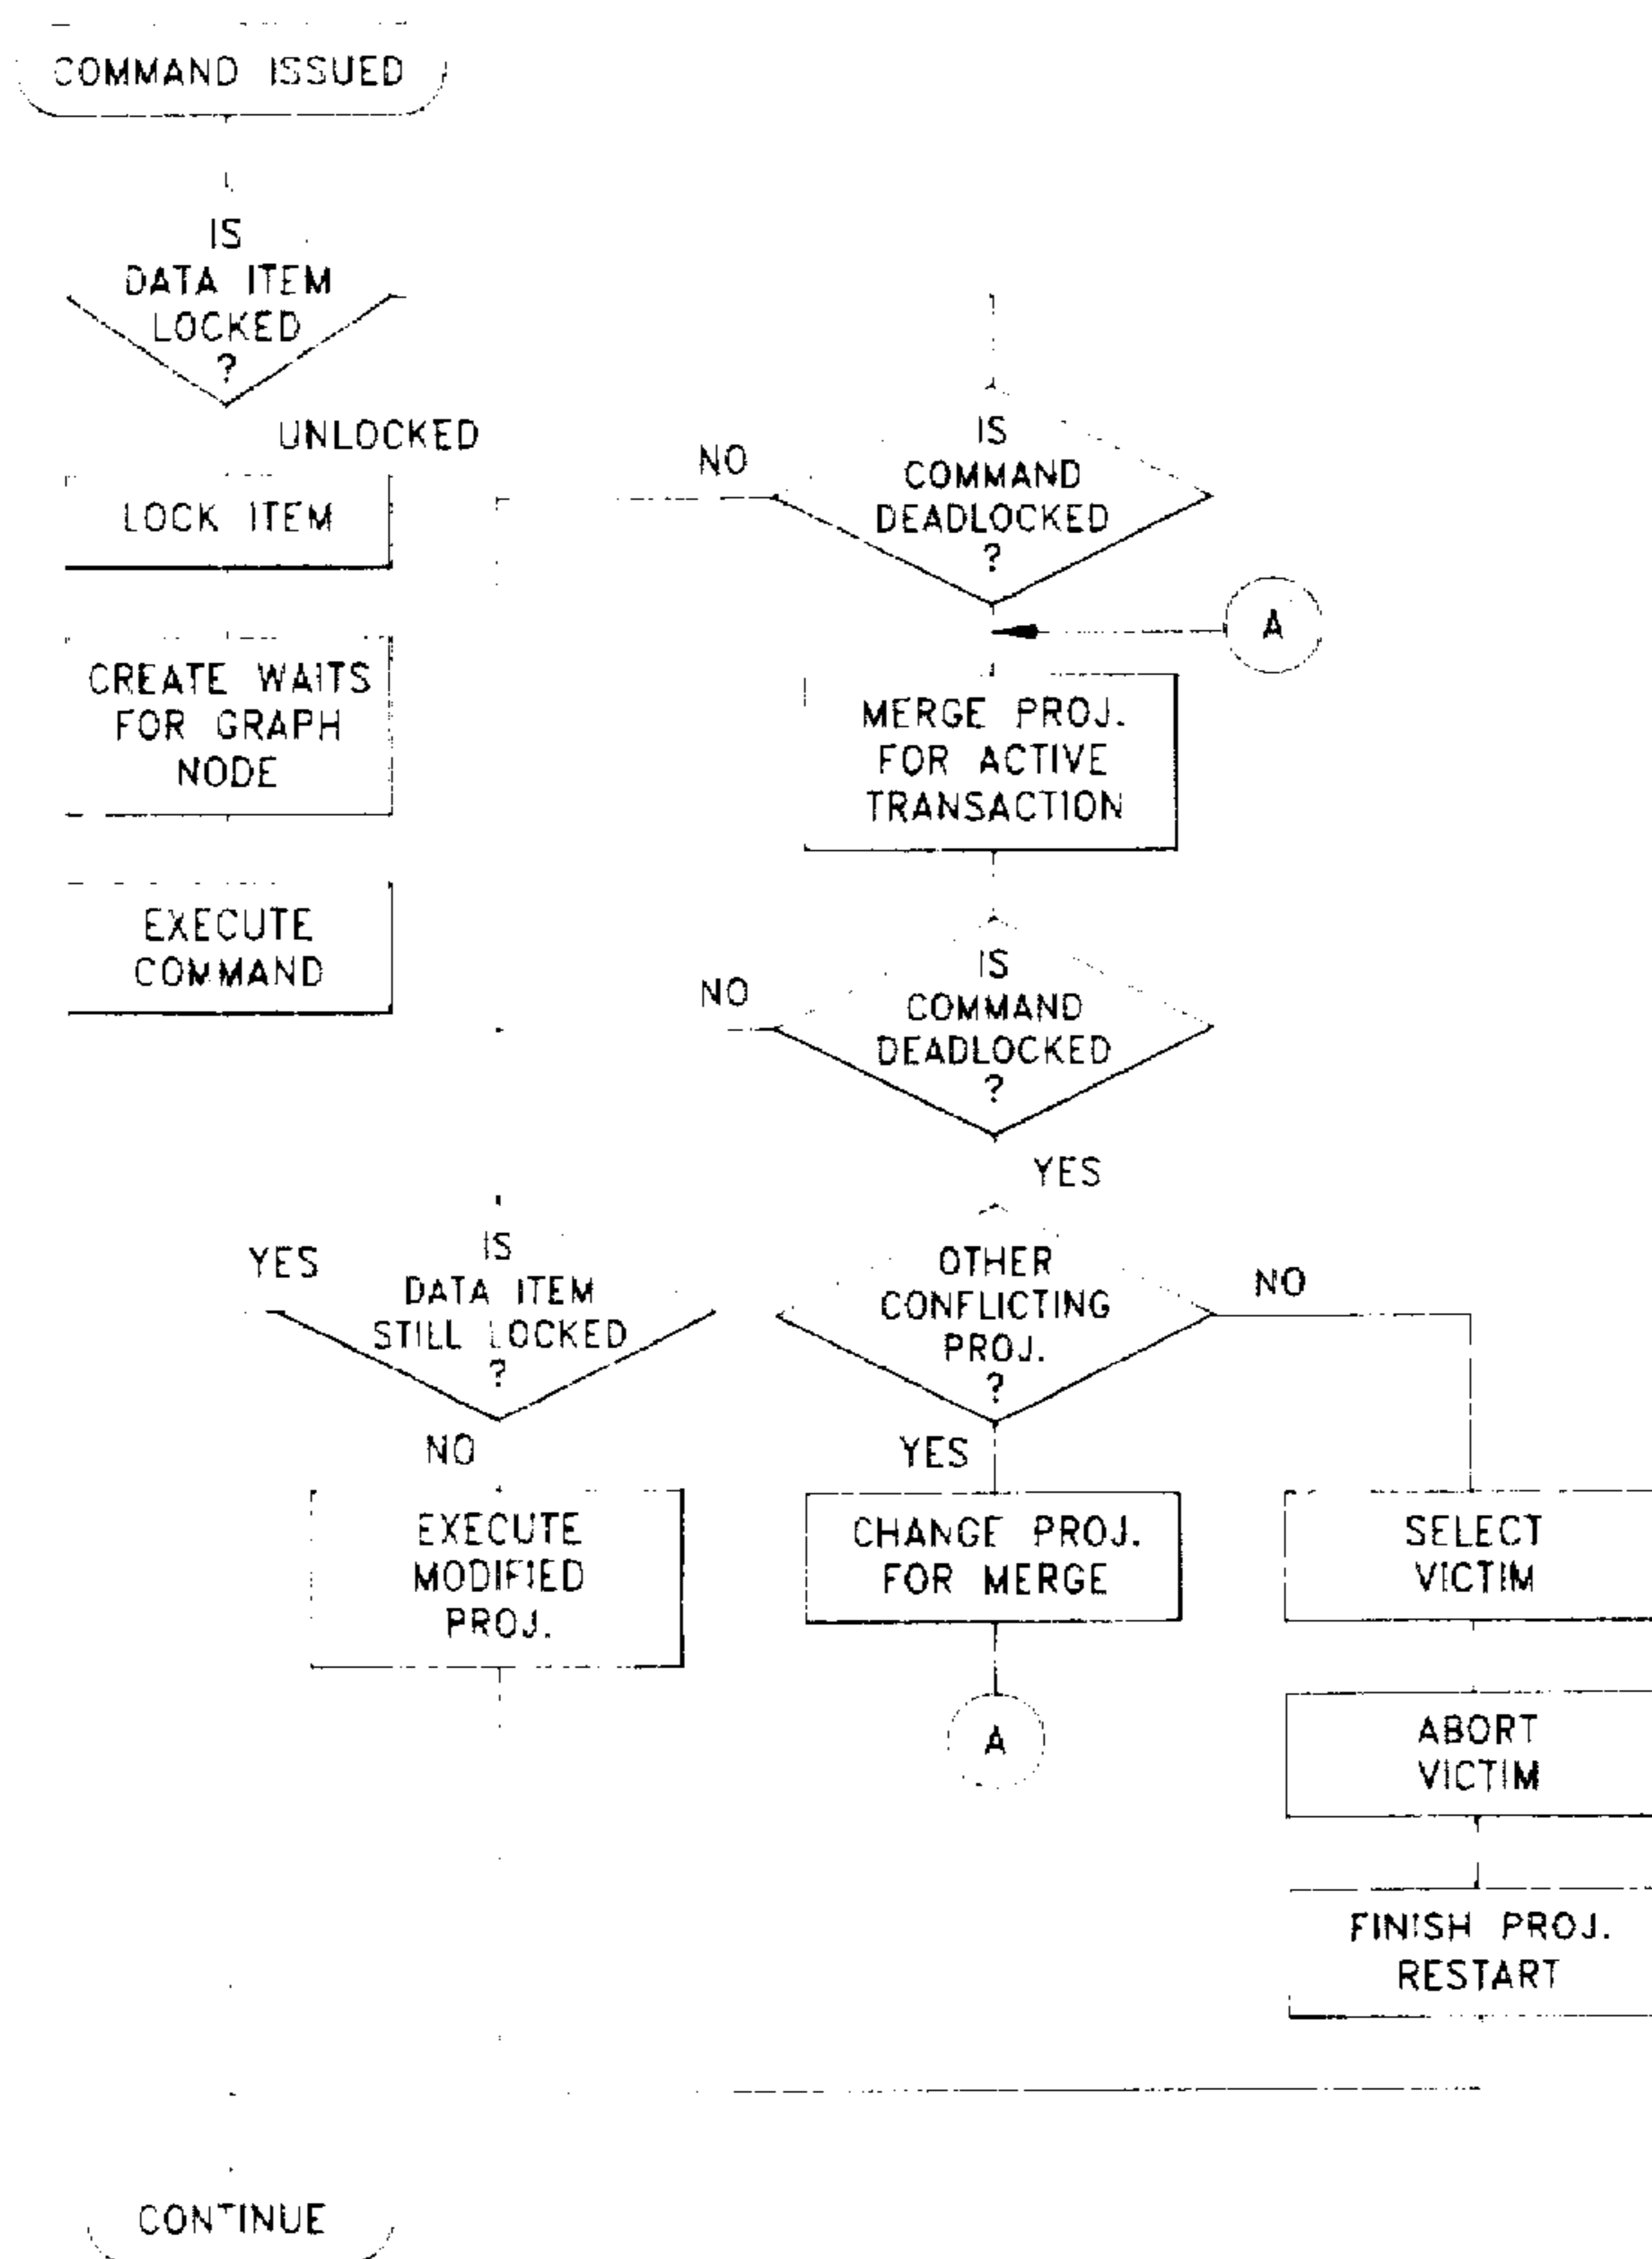 COMMAND ISSUED
IS
DATA ITEM
LOCKED
?
UNLOCKED
LOCK ITEM
CREATE WAITS
FOR GRAPH
NODE
EXECUTE
COMMAND
IS
COMMAND
DEADLOCKED
?
NO
A
MERGE PROJ.
FOR ACTIVE
TRANSACTION
IS
COMMAND
DEADLOCKED
?
NO
YES
IS
DATA ITEM
STILL LOCKED
?
YES
NO
EXECUTE
MODIFIED
PROJ.
OTHER
CONFLICTING
PROJ.
?
NO
YES
CHANGE PROJ.
FOR MERGE
A
SELECT
VICTIM
ABORT
VICTIM
FINISH PROJ.
RESTART
CONTINUE